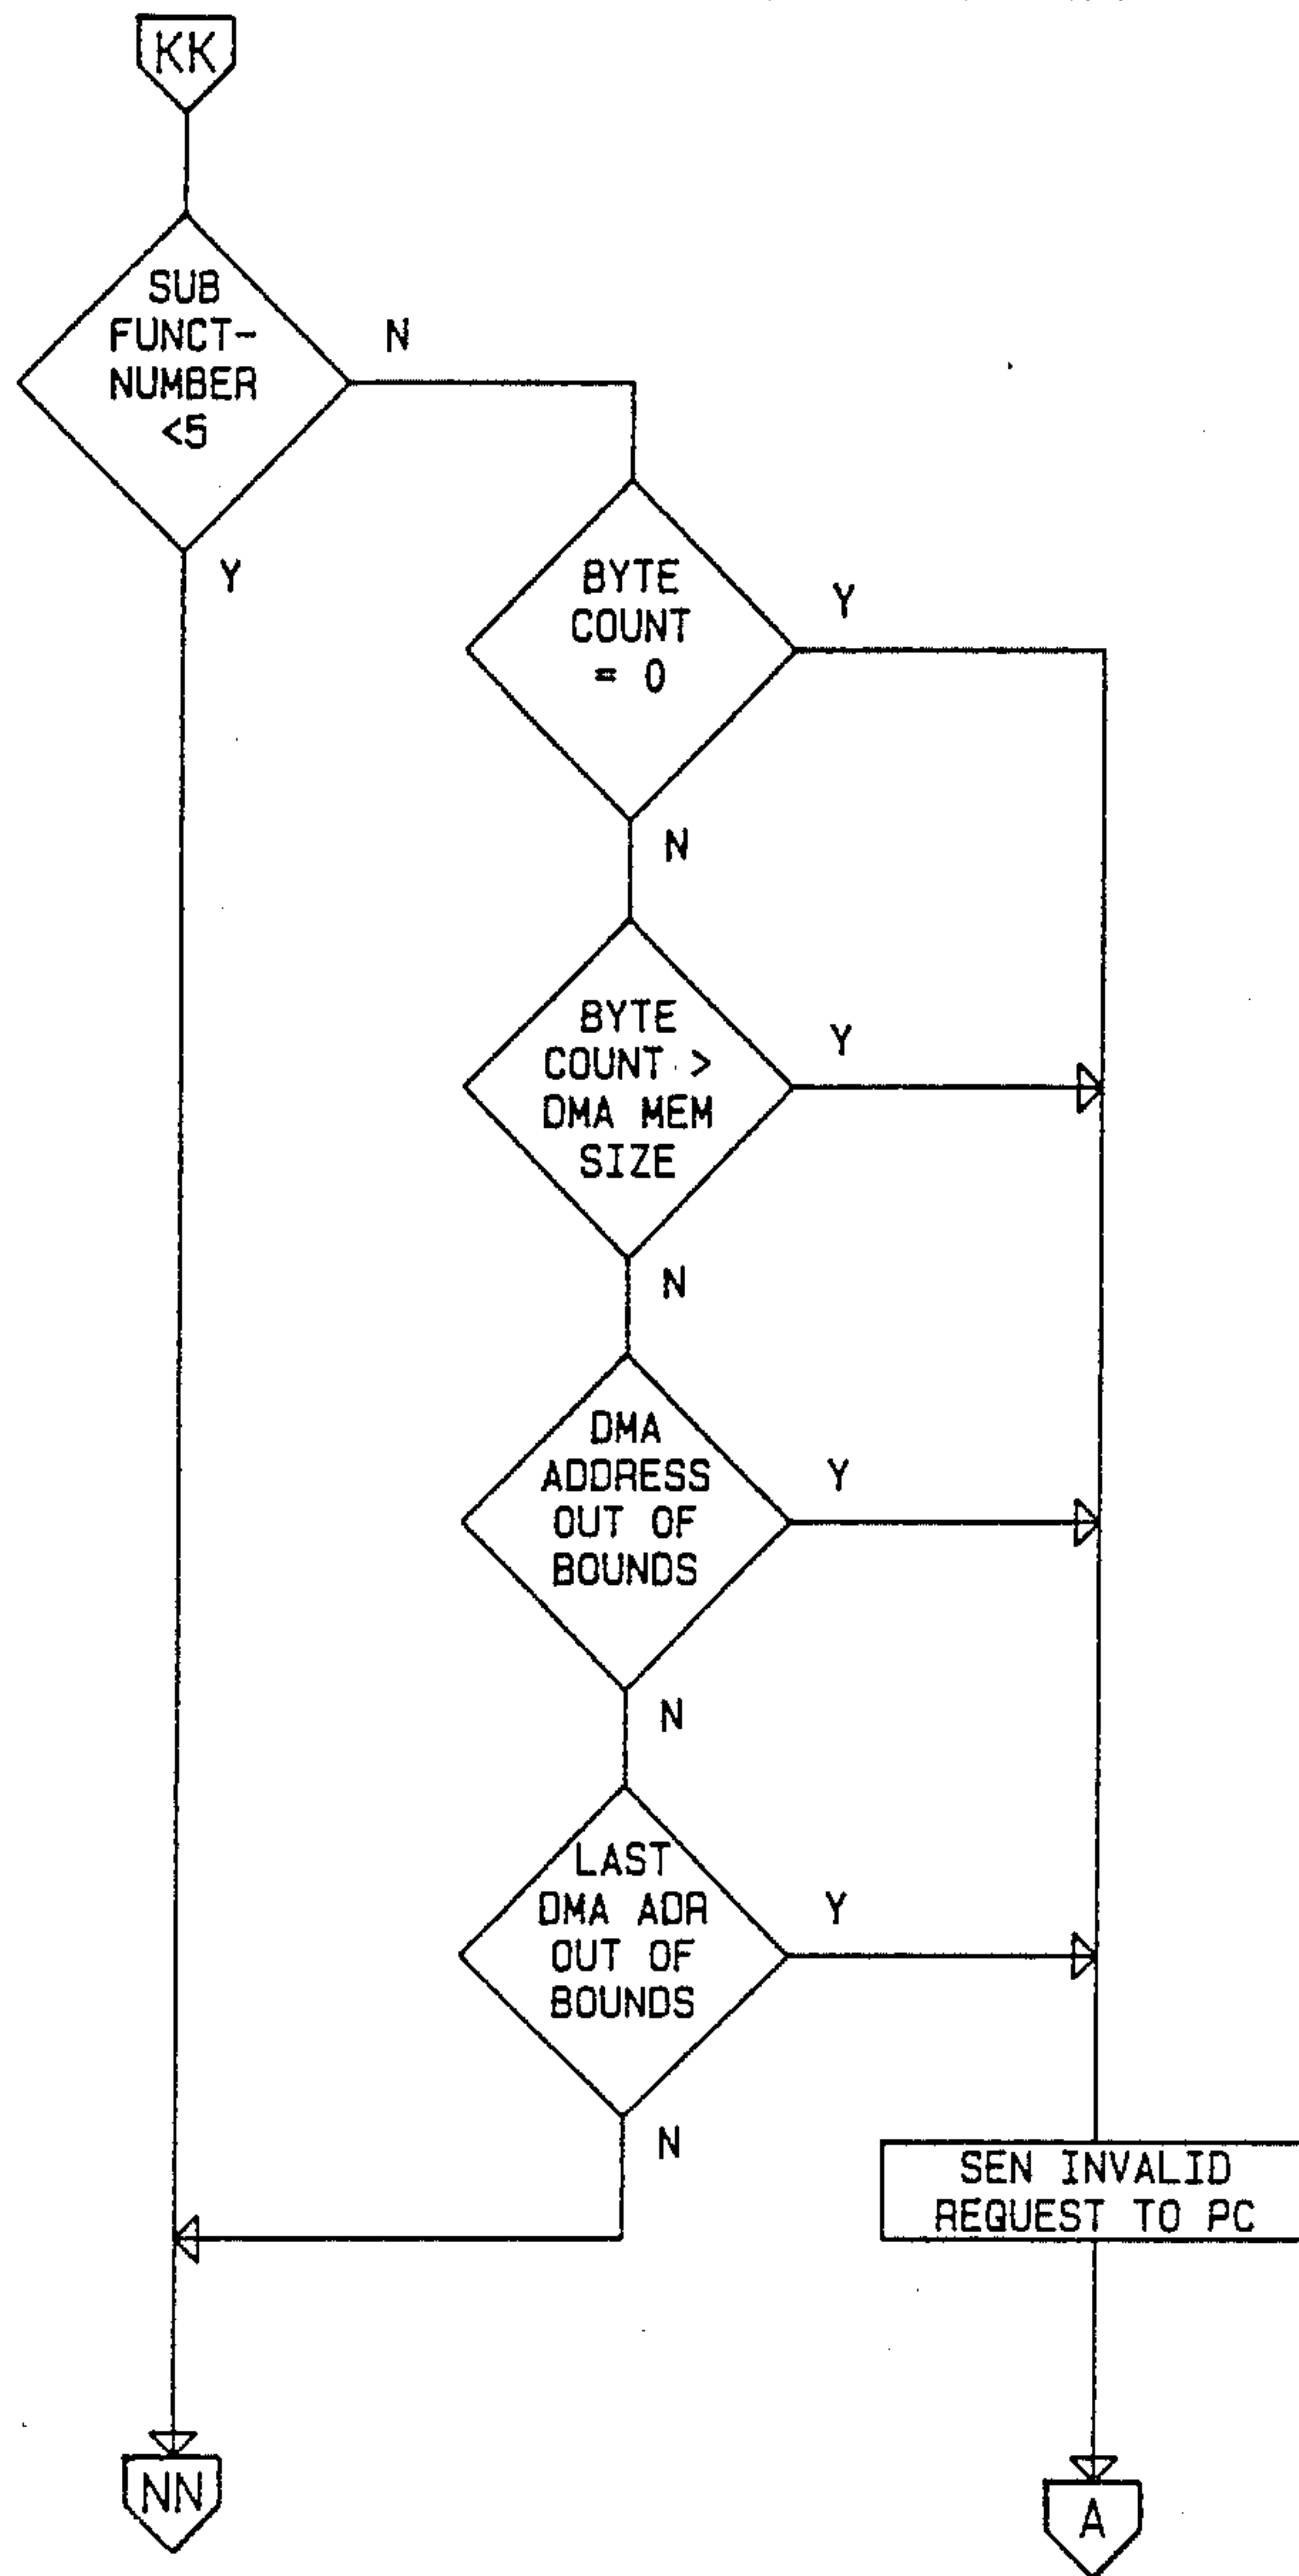 KK
SUB
FUNCT-
NUMBER
<5
N
Y
BYTE
COUNT
= 0
Y
N
BYTE
COUNT >
DMA MEM
SIZE
Y
N
DMA
ADDRESS
OUT OF
BOUNDS
Y
N
LAST
DMA ADR
OUT OF
BOUNDS
Y
N
SEN INVALID
REQUEST TO PC
NN
A